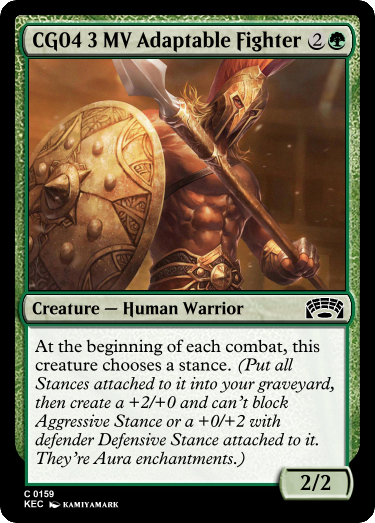 CG04 3 MV Adaptable Fighter 2
Creature — Human Warrior
At the beginning of each combat, this
creature chooses a stance. (Put all
Stances attached to it into your graveyard,
then create a +2/+0 and can't block
Aggressive Stance or a +0/+2 with
defender Defensive Stance attached to it.
They're Aura enchantments.)
2/2
C 0159
KEC KAMIYAMARK